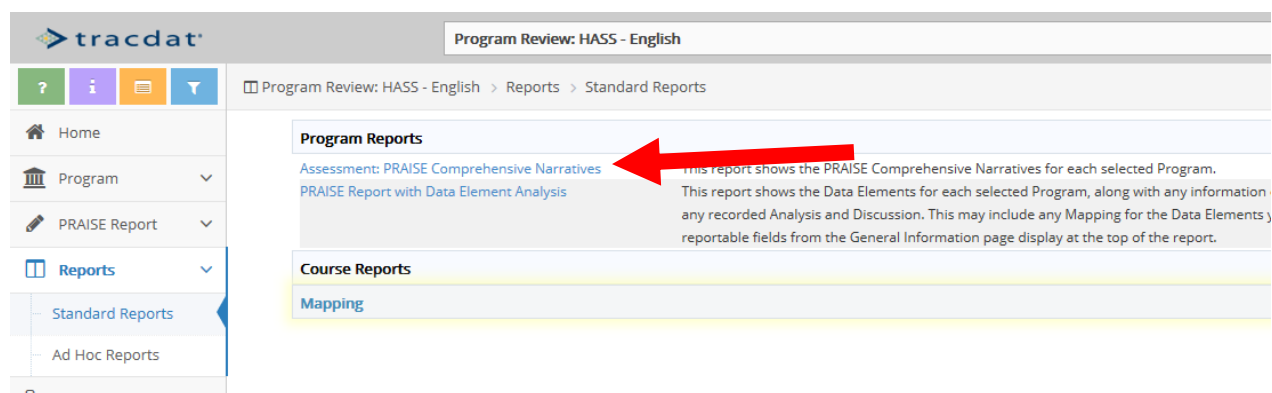 tracdat
Program Review: HASS - English
? i
Program Review: HASS - English > Reports > Standard Reports
Home
Program
PRAISE Report
Reports
Standard Reports
Ad Hoc Reports
Program Reports
Assessment: PRAISE Comprehensive Narratives
This report shows the PRAISE Comprehensive Narratives for each selected Program.
PRAISE Report with Data Element Analysis
This report shows the Data Elements for each selected Program, along with any information
any recorded Analysis and Discussion. This may include any Mapping for the Data Elements
reportable fields from the General Information page display at the top of the report.
Course Reports
Mapping